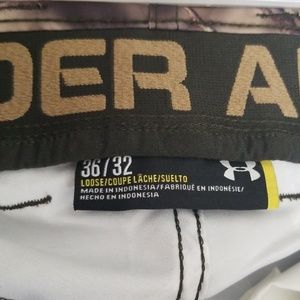 DER A
36/32
LOOSE/COUPE LÂCHE/SUELTO
MADE IN INDONESIA/FABRIQUÉ EN INDONÉSIE/
HECHO EN INDONESIA